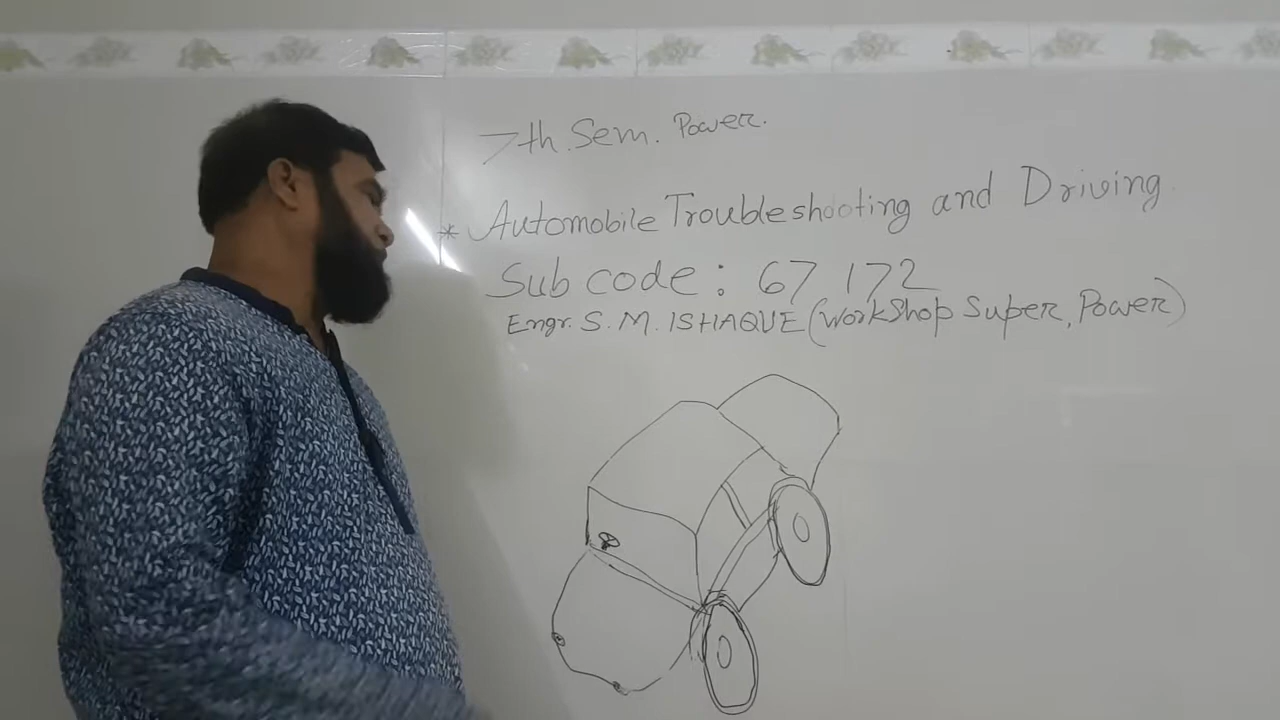 7th Sem. Power.
* Automobile Troubleshooting and Driving
Sub code: 67172
Engr. S. M. ISHAQUE (Workshop Super, Power)